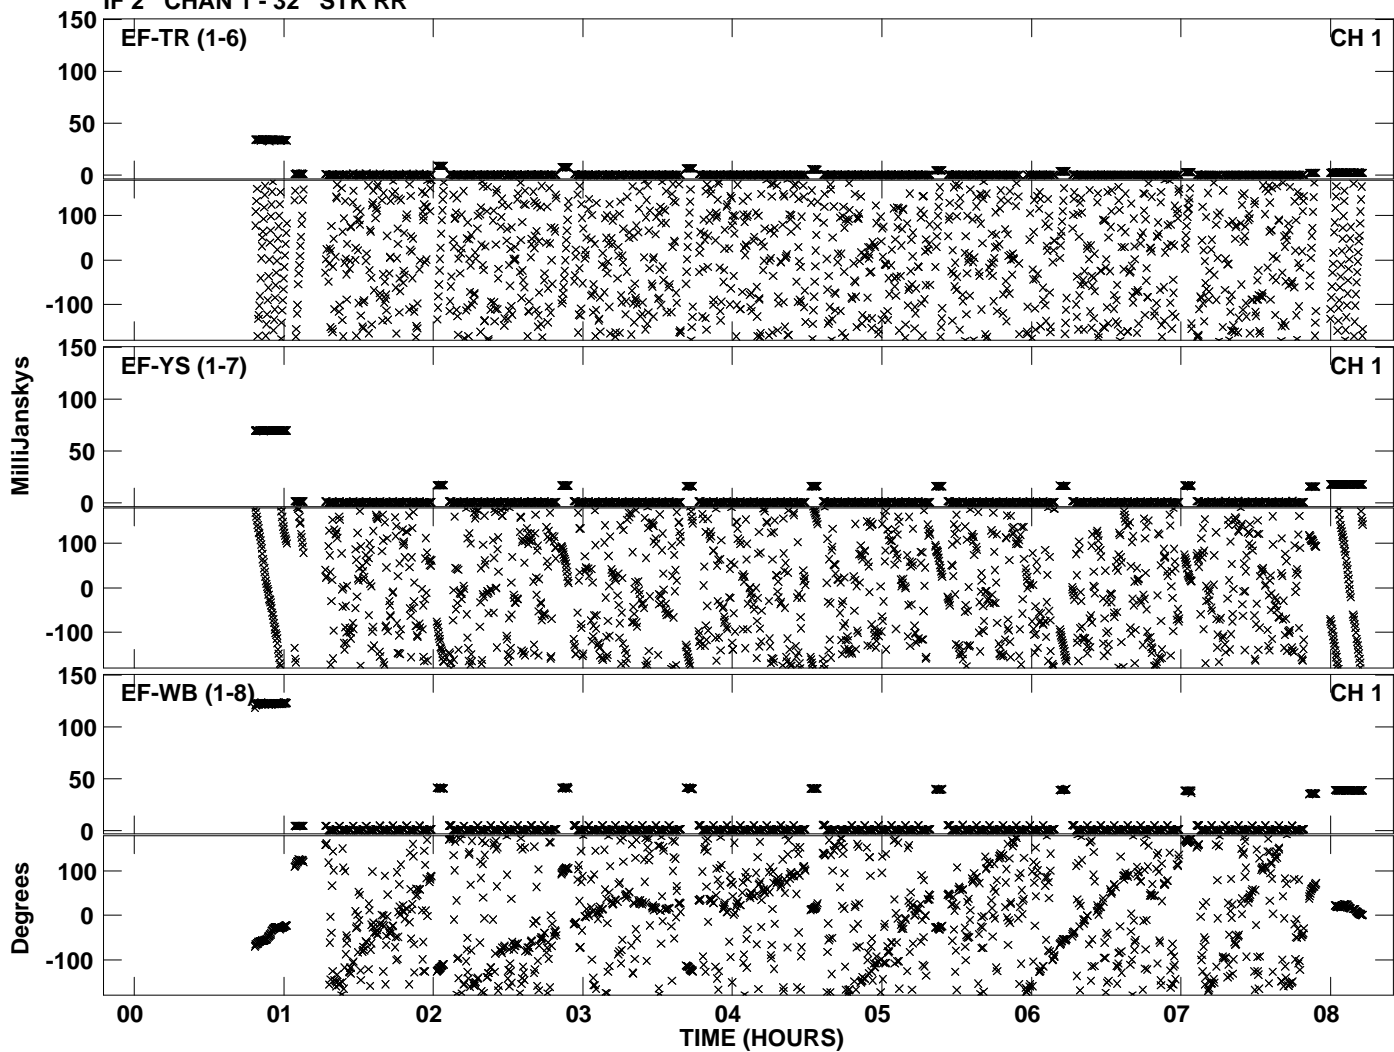 IF 2 CHAN 1 - 32 STK RR
150
EF-TR (1-6) CH 1
100
50
0
100
0
-100
150
EF-YS (1-7) CH 1
100
50
0
100
0
-100
150
EF-WB (1-8) CH 1
100
50
0
100
0
-100
MilliJanskys
Degrees
00 01 02 03 04 05 06 07 08
TIME (HOURS)